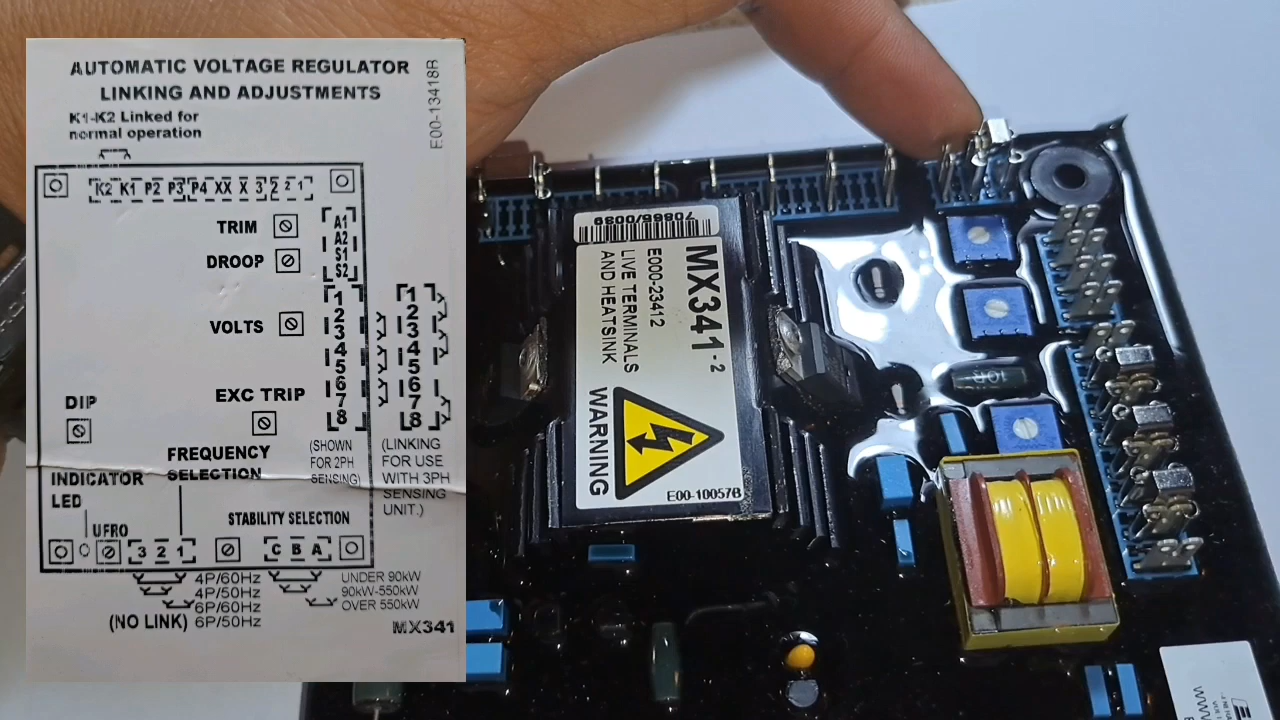 AUTOMATIC VOLTAGE REGULATOR
LINKING AND ADJUSTMENTS
E00-13418R
K1-K2 Linked for
normal operation
K2 K1 P2 P3 P4 XX X 3 2 2 1
TRIM
A1
A2
S1
S2
DROOP
VOLTS
1
2
3
4
5
6
7
8
1
2
3
4
5
6
7
8
EXC TRIP
DIP
(SHOWN
FOR 2PH
SENSING)
(LINKING
FOR USE
WITH 3PH
SENSING
UNIT.)
FREQUENCY
SELECTION
INDICATOR
LED
UFRO
STABILITY SELECTION
3 2 1
C B A
4P/60Hz
4P/50Hz
6P/60Hz
(NO LINK) 6P/50Hz
UNDER 90kW
90kW-550kW
OVER 550kW
MX341
70865/0039
MX341-2
E000-23412
LIVE TERMINALS
AND HEATSINK
WARNING
E00-10057B
10R